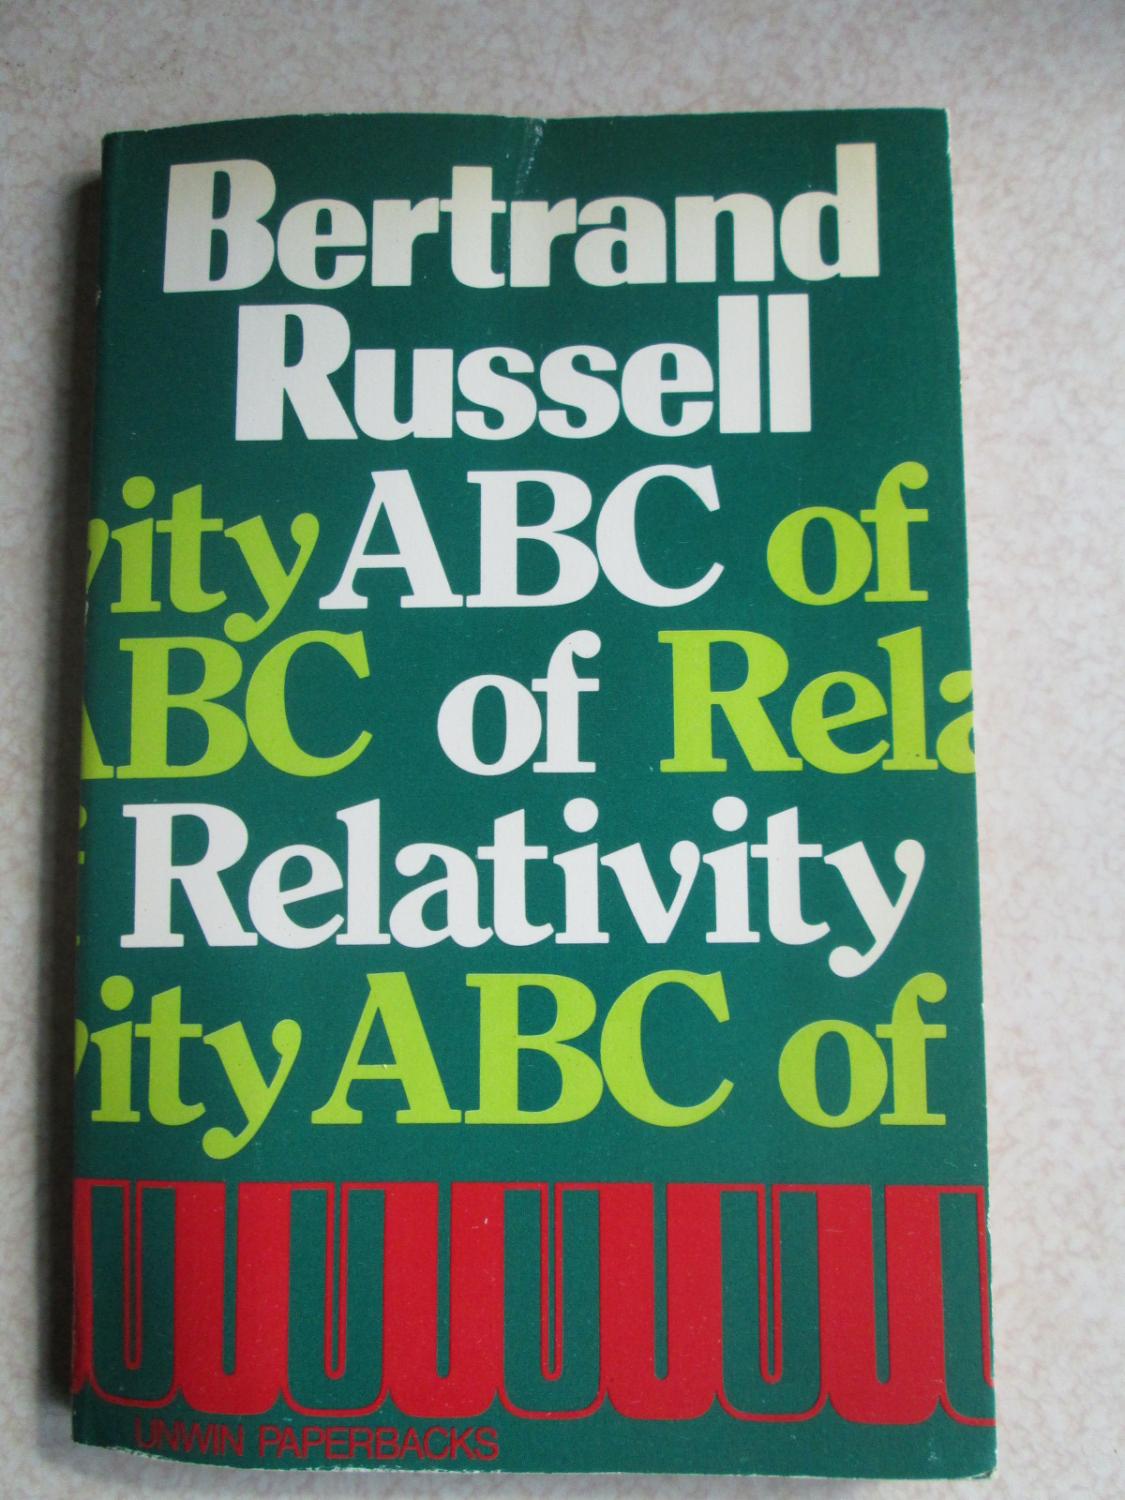 Bertrand
Russell
vity ABC of
ABC of Rela
f Relativity
vity ABC of
UNWIN PAPERBACKS